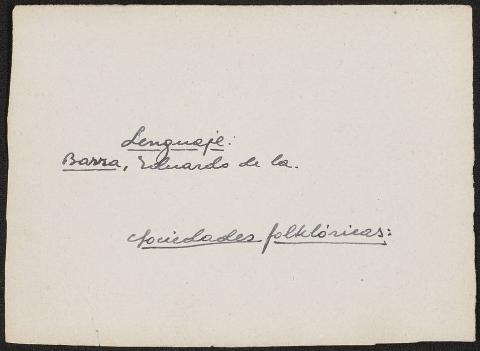 Lenguaje:
Barra, Eduardo de la.
Sociedades folklóricas: